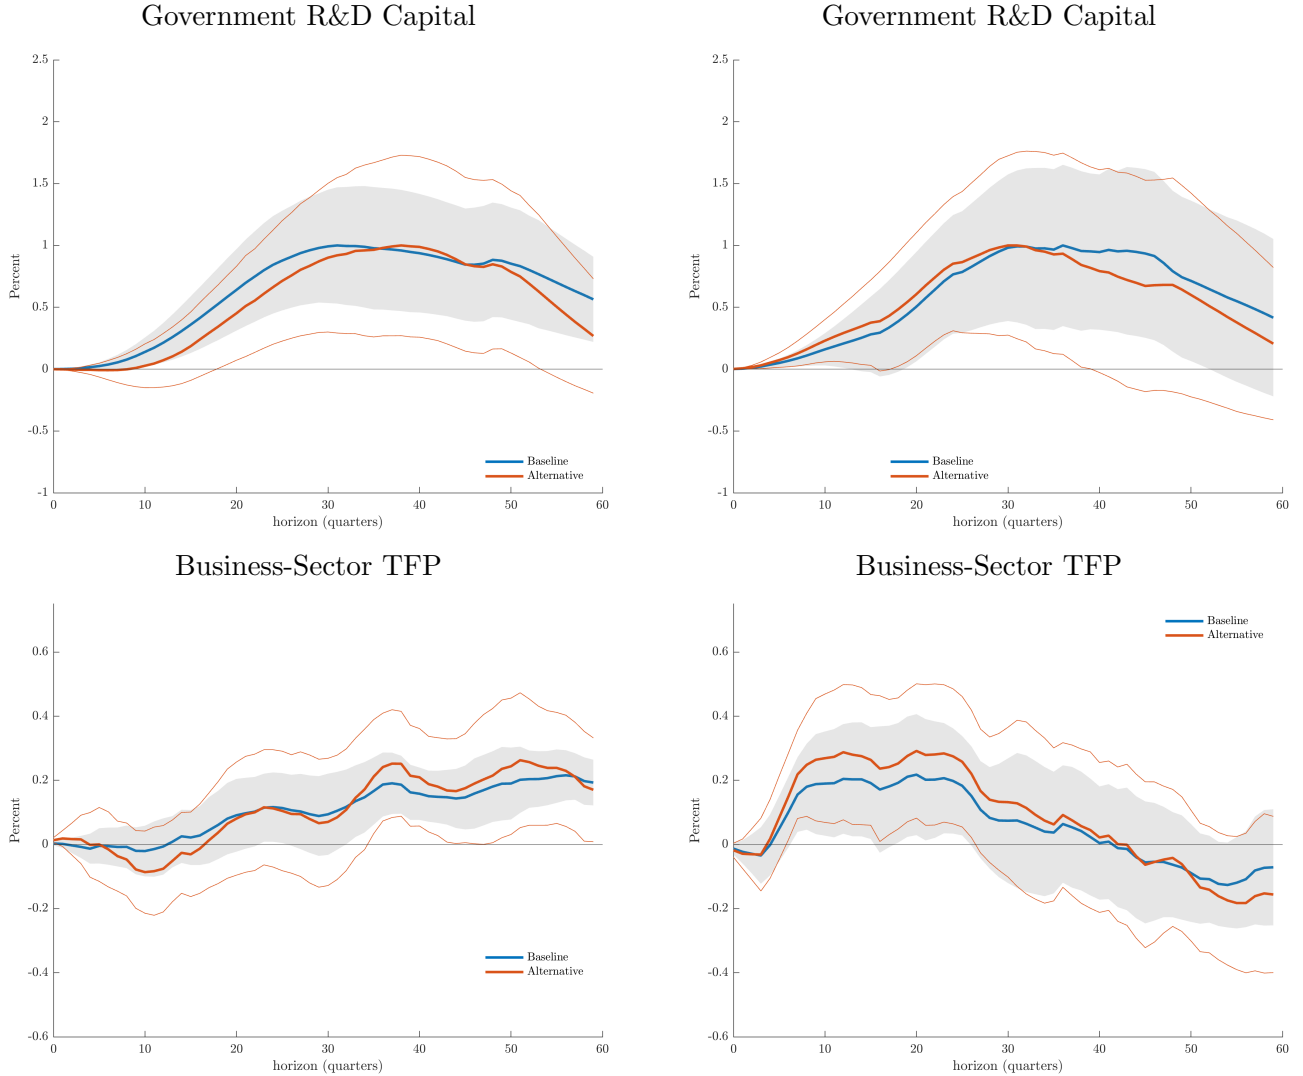 Government R&D Capital
2.5
2
1.5
1
0.5
0
-0.5
-1
Percent
Baseline
Alternative
0 10 20 30 40 50 60
horizon (quarters)
Government R&D Capital
2.5
2
1.5
1
0.5
0
-0.5
-1
Percent
Baseline
Alternative
0 10 20 30 40 50 60
horizon (quarters)
Business-Sector TFP
0.6
0.4
0.2
0
-0.2
-0.4
-0.6
Percent
Baseline
Alternative
0 10 20 30 40 50 60
horizon (quarters)
Business-Sector TFP
Baseline
Alternative
0.6
0.4
0.2
0
-0.2
-0.4
-0.6
Percent
0 10 20 30 40 50 60
horizon (quarters)